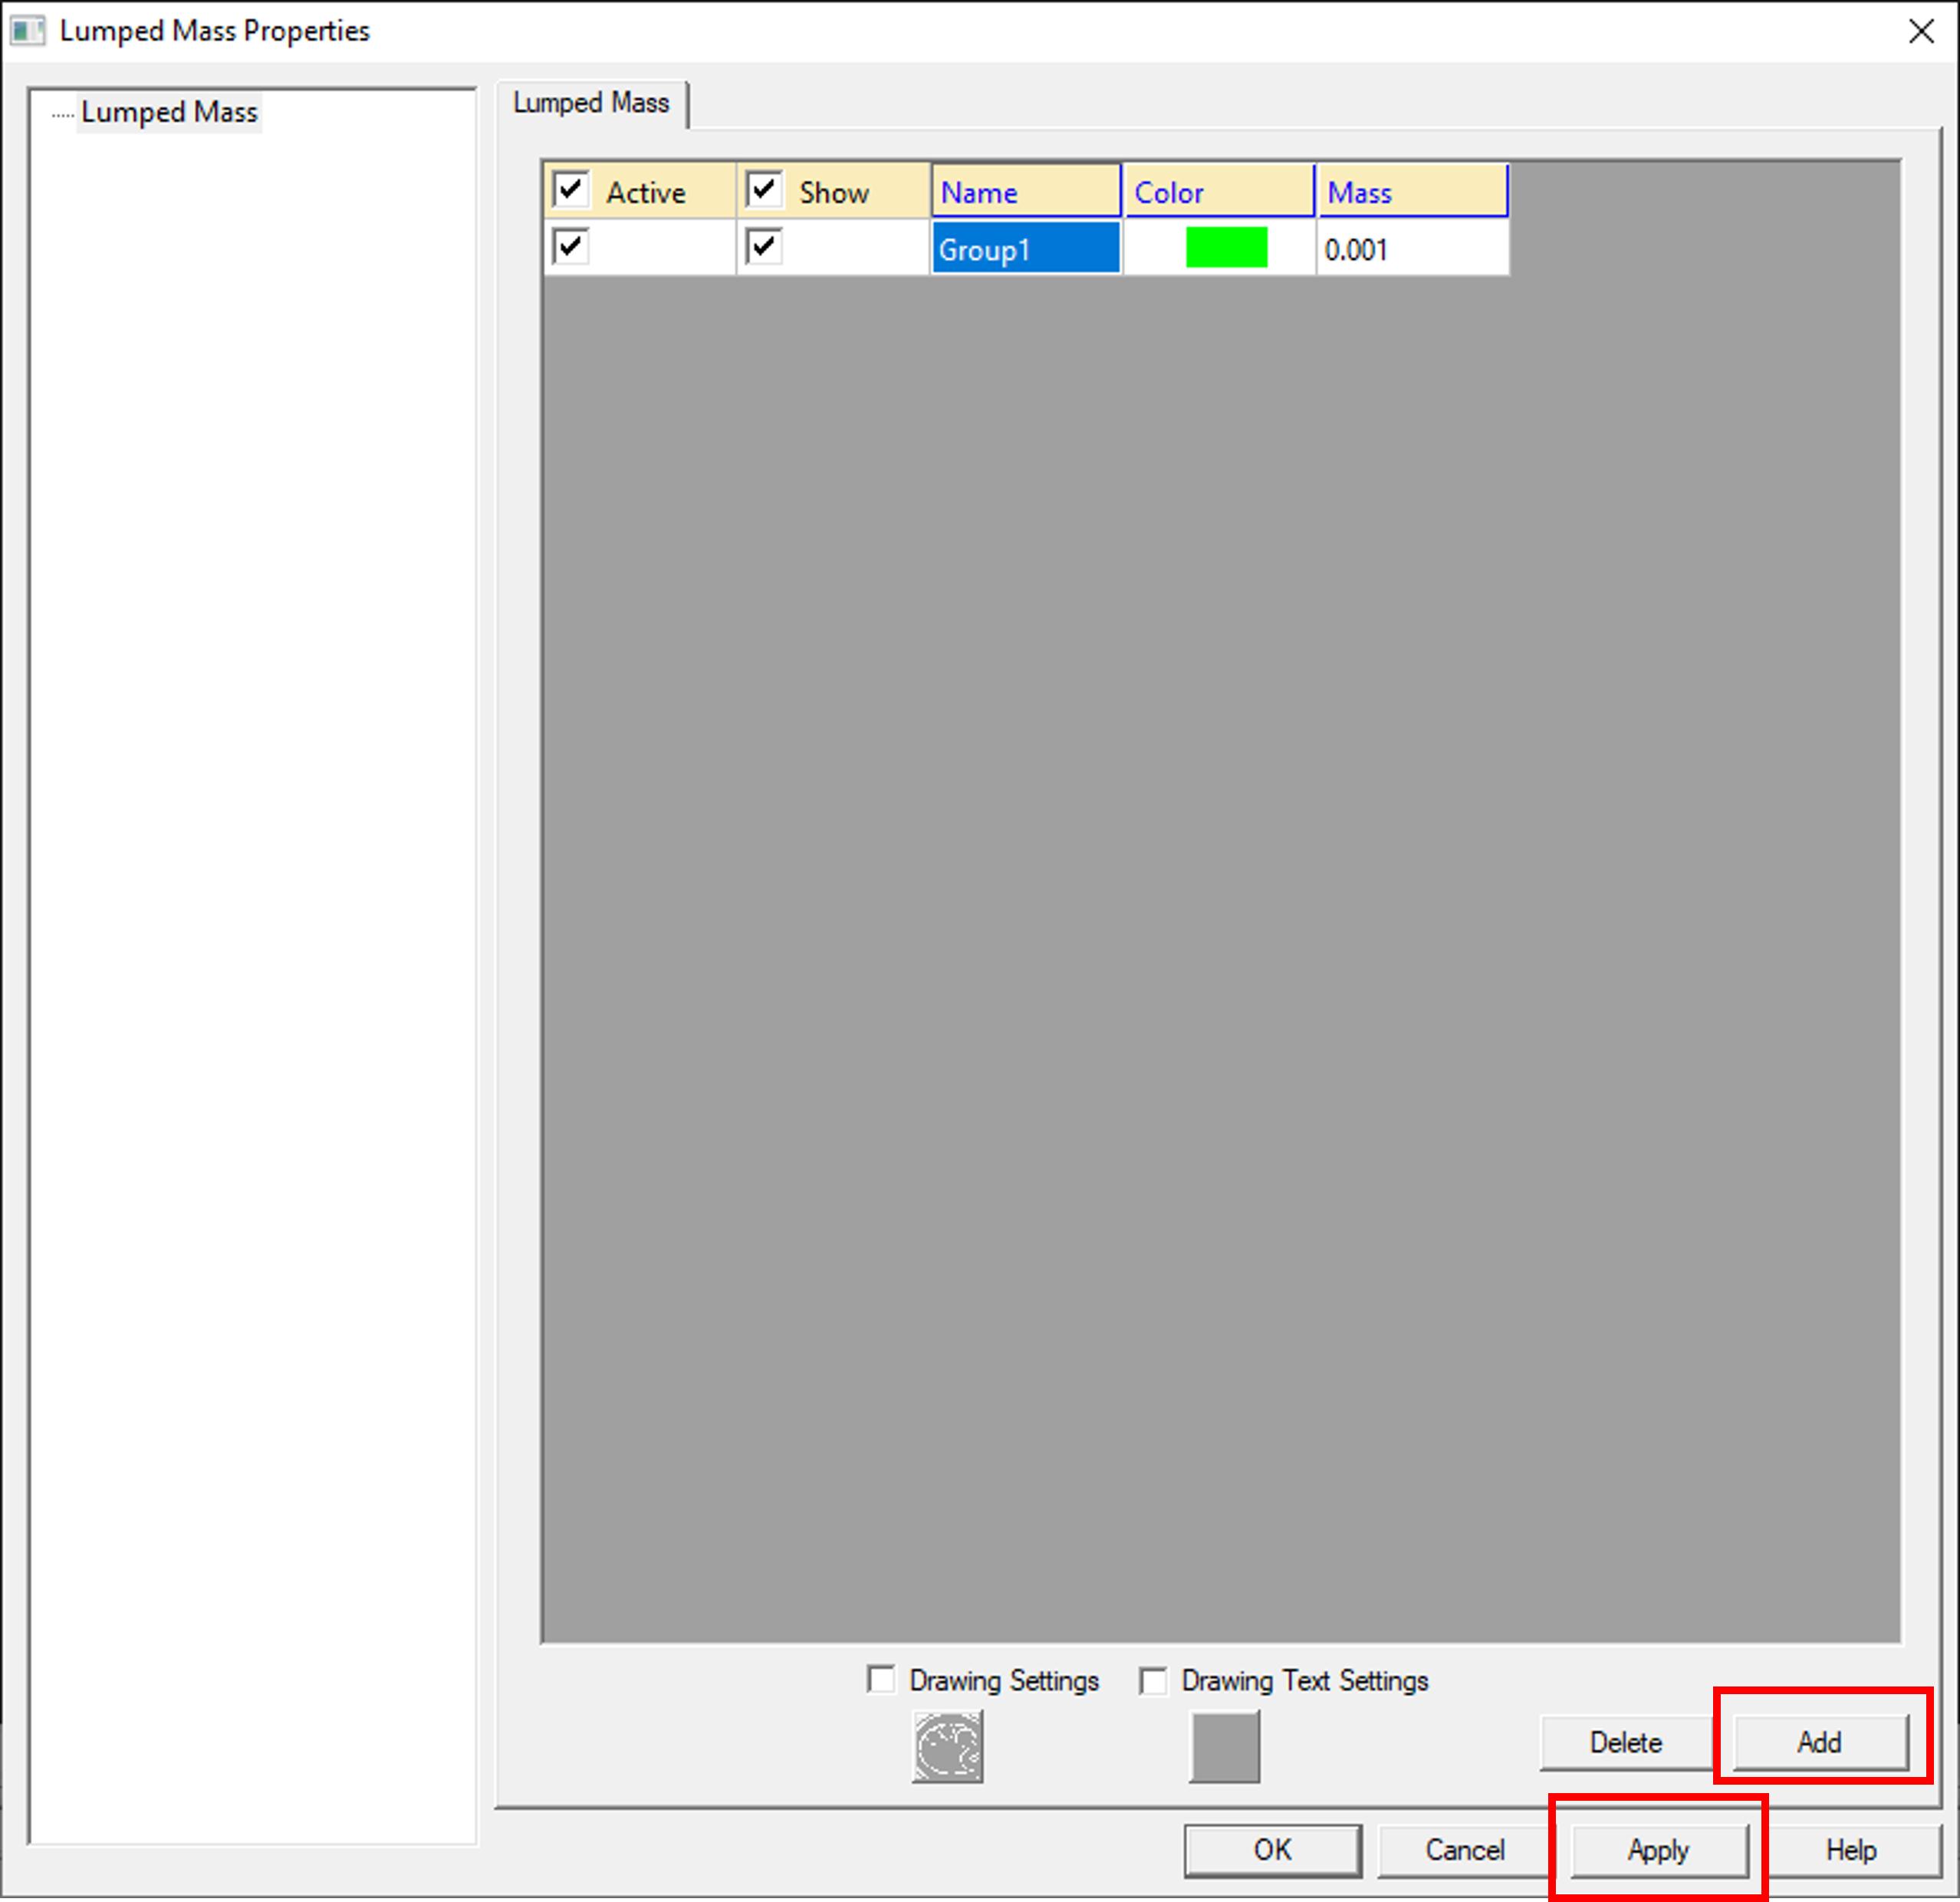 Lumped Mass Properties
Lumped Mass
Lumped Mass
Active Show Name Color Mass
Group1 0.001
Drawing Settings Drawing Text Settings
Delete Add
OK Cancel Apply Help